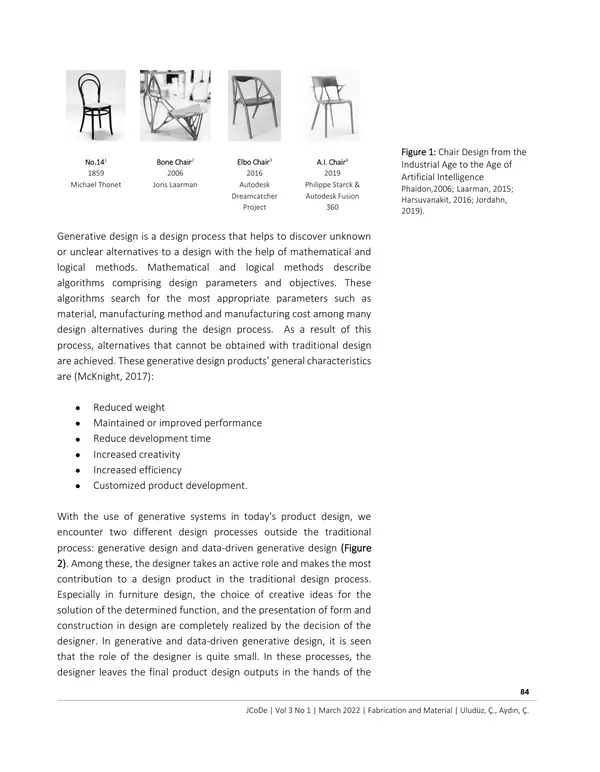 No.14¹
1859
Michael Thonet
Bone Chair²
2006
Joris Laarman
Elbo Chair³
2016
Autodesk
Dreamcatcher
Project
A.I. Chair⁴
2019
Philippe Starck &
Autodesk Fusion
360
Figure 1: Chair Design from the
Industrial Age to the Age of
Artificial Intelligence
Phaidon,2006; Laarman, 2015;
Harsuvanakit, 2016; Jordahn,
2019).
Generative design is a design process that helps to discover unknown
or unclear alternatives to a design with the help of mathematical and
logical methods. Mathematical and logical methods describe
algorithms comprising design parameters and objectives. These
algorithms search for the most appropriate parameters such as
material, manufacturing method and manufacturing cost among many
design alternatives during the design process. As a result of this
process, alternatives that cannot be obtained with traditional design
are achieved. These generative design products' general characteristics
are (McKnight, 2017):
● Reduced weight
● Maintained or improved performance
● Reduce development time
● Increased creativity
● Increased efficiency
● Customized product development.
With the use of generative systems in today's product design, we
encounter two different design processes outside the traditional
process: generative design and data-driven generative design (Figure
2). Among these, the designer takes an active role and makes the most
contribution to a design product in the traditional design process.
Especially in furniture design, the choice of creative ideas for the
solution of the determined function, and the presentation of form and
construction in design are completely realized by the decision of the
designer. In generative and data-driven generative design, it is seen
that the role of the designer is quite small. In these processes, the
designer leaves the final product design outputs in the hands of the
84
JCoDe | Vol 3 No 1 | March 2022 | Fabrication and Material | Uludüz, Ç., Aydın, Ç.